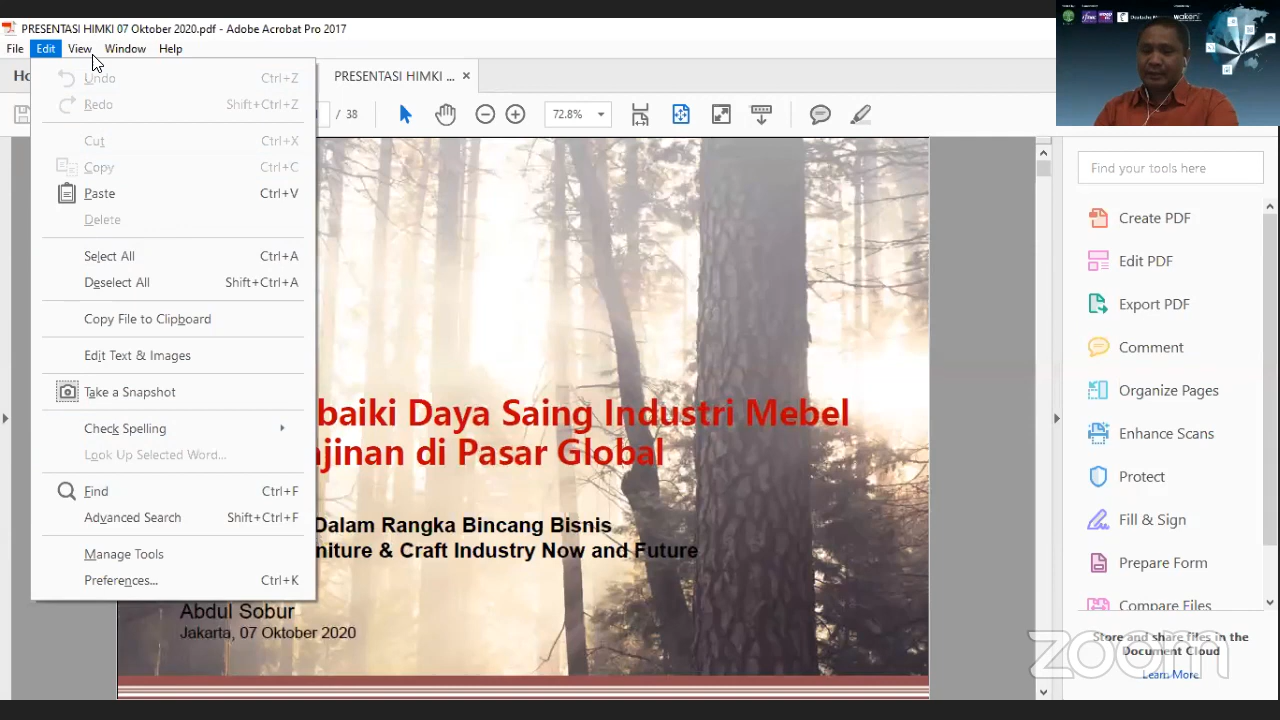 PRESENTASI HIMKI 07 Oktober 2020.pdf - Adobe Acrobat Pro 2017
File Edit View Window Help
PRESENTASI HIMKI ... ×
/ 38
72.8%
Undo Ctrl+Z
Redo Shift+Ctrl+Z
Cut Ctrl+X
Copy Ctrl+C
Paste Ctrl+V
Delete
Select All Ctrl+A
Deselect All Shift+Ctrl+A
Copy File to Clipboard
Edit Text & Images
Take a Snapshot
Check Spelling
Look Up Selected Word...
Find Ctrl+F
Advanced Search Shift+Ctrl+F
Manage Tools
Preferences... Ctrl+K
baiki Daya Saing Industri Mebel
ajinan di Pasar Global
Dalam Rangka Bincang Bisnis
niture & Craft Industry Now and Future
Abdul Sobur
Jakarta, 07 Oktober 2020
Find your tools here
Create PDF
Edit PDF
Export PDF
Comment
Organize Pages
Enhance Scans
Protect
Fill & Sign
Prepare Form
Compare Files
Store and share files in the
Document Cloud
Learn More
zoom